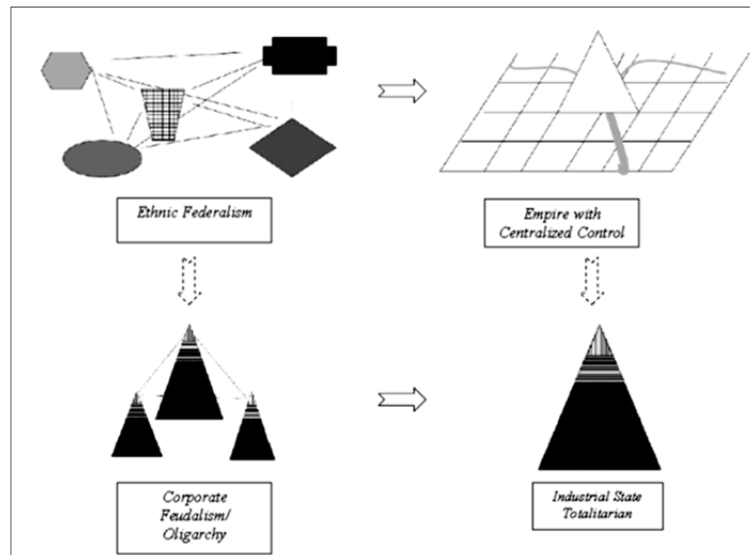 Ethnic Federalism
Empire with
Centralized Control
Corporate
Feudalism/
Oligarchy
Industrial State
Totalitarian